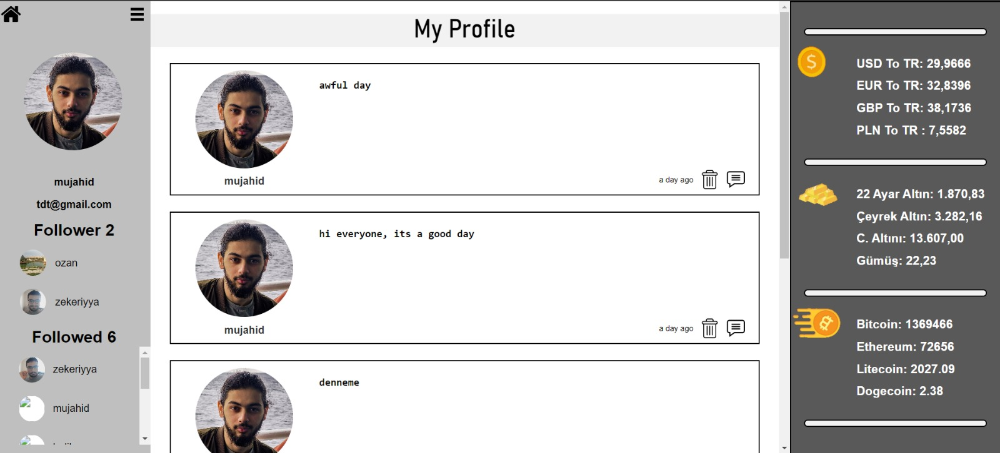 My Profile
mujahid
tdt@gmail.com
Follower 2
ozan
zekeriyya
Followed 6
zekeriyya
mujahid
awful day
mujahid
a day ago
hi everyone, its a good day
mujahid
a day ago
denneme
USD To TR: 29,9666
EUR To TR: 32,8396
GBP To TR: 38,1736
PLN To TR : 7,5582
22 Ayar Altın: 1.870,83
Çeyrek Altın: 3.282,16
C. Altını: 13.607,00
Gümüş: 22,23
Bitcoin: 1369466
Ethereum: 72656
Litecoin: 2027.09
Dogecoin: 2.38